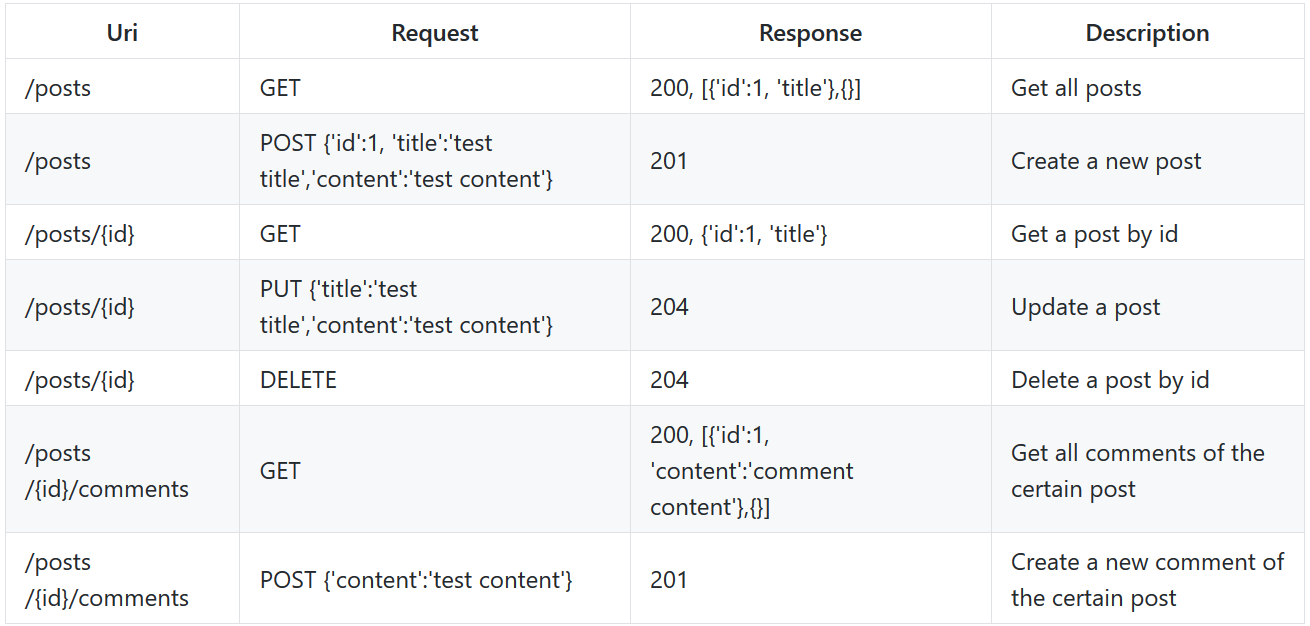 Uri Request Response Description
/posts GET 200, [{'id':1, 'title'},{}] Get all posts
/posts POST {'id':1, 'title':'test
title','content':'test content'} 201 Create a new post
/posts/{id} GET 200, {'id':1, 'title'} Get a post by id
/posts/{id} PUT {'title':'test
title','content':'test content'} 204 Update a post
/posts/{id} DELETE 204 Delete a post by id
/posts
/{id}/comments GET 200, [{'id':1,
'content':'comment
content'},{}] Get all comments of the
certain post
/posts
/{id}/comments POST {'content':'test content'} 201 Create a new comment of
the certain post